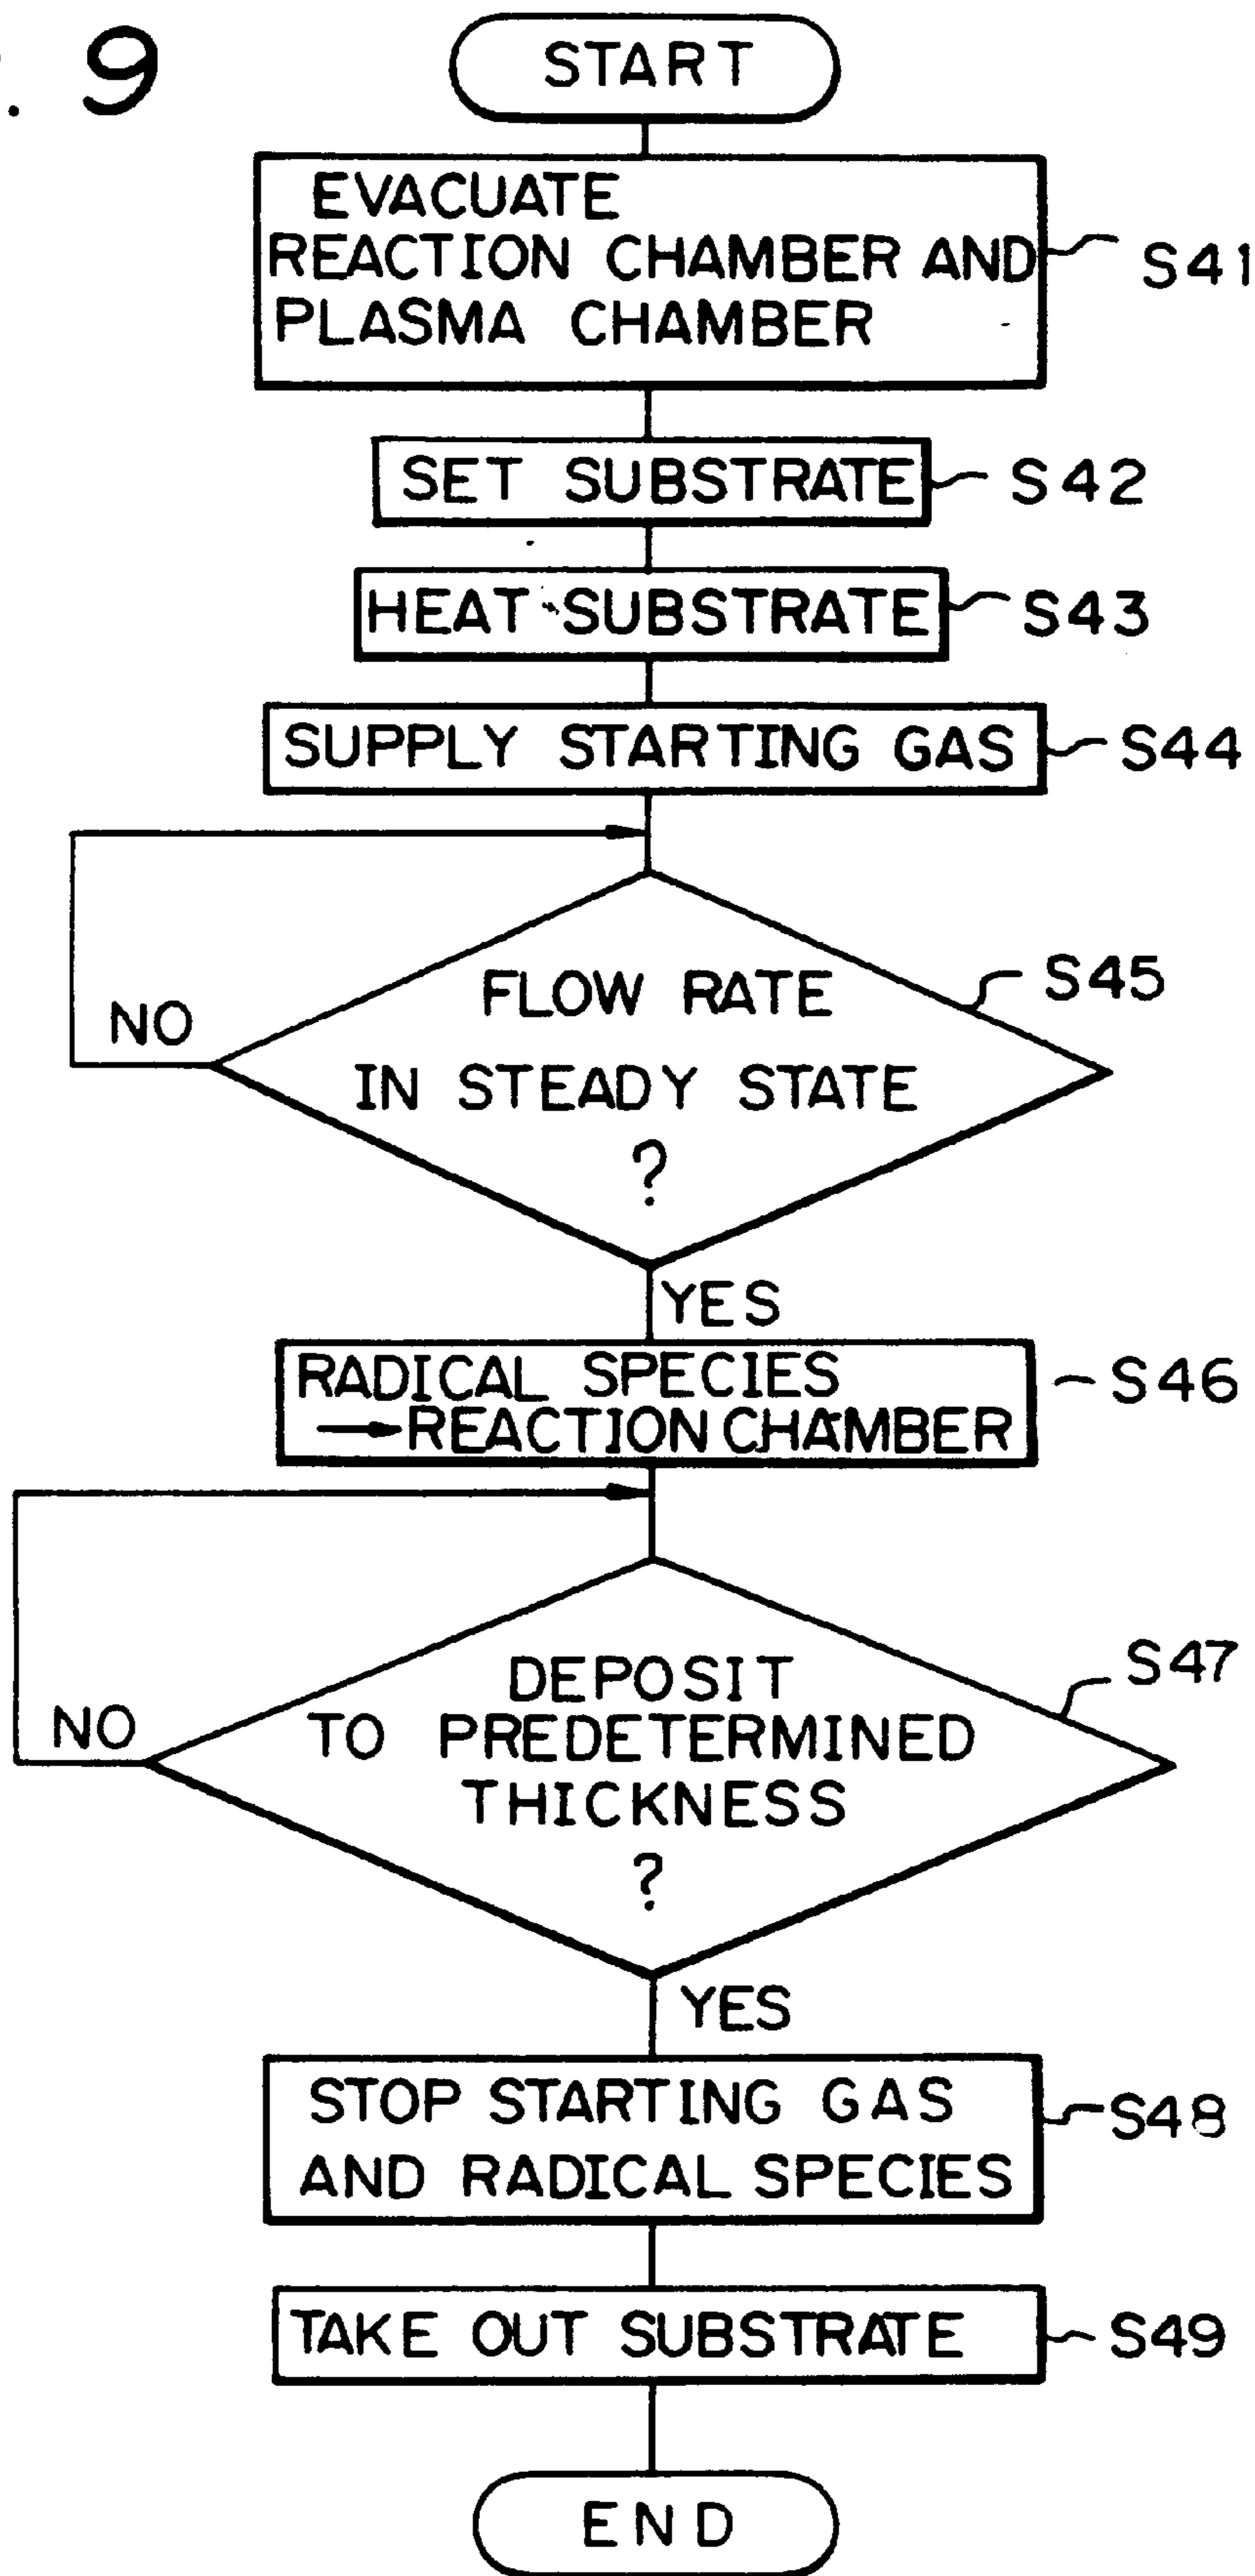 . 9
START
EVACUATE
REACTION CHAMBER AND
PLASMA CHAMBER
S41
SET SUBSTRATE
S42
HEAT SUBSTRATE
S43
SUPPLY STARTING GAS
S44
FLOW RATE
IN STEADY STATE
?
S45
NO
YES
RADICAL SPECIES
→REACTION CHAMBER
S46
DEPOSIT
TO PREDETERMINED
THICKNESS
?
S47
NO
YES
STOP STARTING GAS
AND RADICAL SPECIES
S48
TAKE OUT SUBSTRATE
S49
END